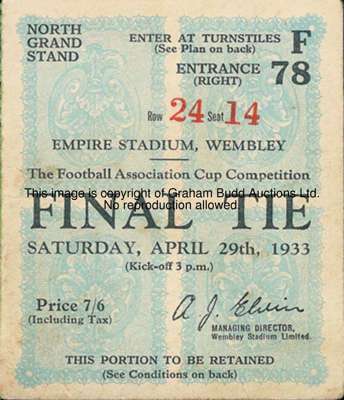 NORTH
GRAND
STAND
ENTER AT TURNSTILES
(See Plan on back)
F
ENTRANCE
(RIGHT)
78
Row 24 Seat 14
EMPIRE STADIUM, WEMBLEY
The Football Association Cup Competition
This image is copyright of Graham Budd Auctions Ltd.
No reproduction allowed.
FINAL TIE
SATURDAY, APRIL 29th, 1933
(Kick-off 3 p.m.)
Price 7/6
(Including Tax)
A. J. Elvin
MANAGING DIRECTOR,
Wembley Stadium Limited.
THIS PORTION TO BE RETAINED
(See Conditions on back)